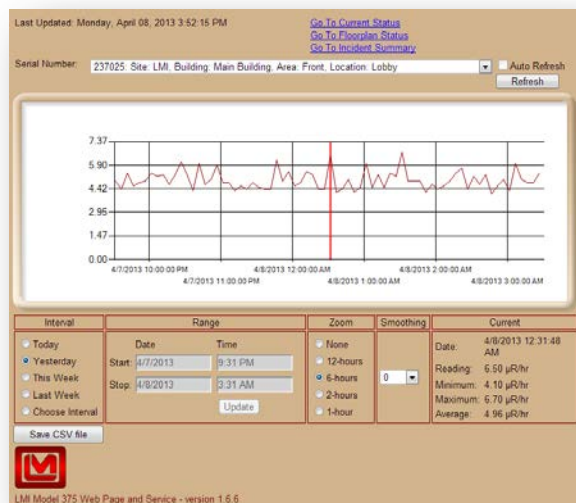 Last Updated: Monday, April 08, 2013 3:52:15 PM
Go To Current Status
Go To Floorplan Status
Go To Incident Summary
Serial Number: 237025: Site: LMI, Building: Main Building, Area: Front, Location: Lobby
Auto Refresh
Refresh
7.37
5.90
4.42
2.95
1.47
0.00
4/7/2013 10:00:00 PM 4/8/2013 12:00:00 AM 4/8/2013 2:00:00 AM
4/7/2013 11:00:00 PM 4/8/2013 1:00:00 AM 4/8/2013 3:00:00 AM
Interval Range Zoom Smoothing Current
Today
Yesterday
This Week
Last Week
Choose Interval
Date Time
Start: 4/7/2013 9:31 PM
Stop: 4/8/2013 3:31 AM
Update
None
12-hours
6-hours
2-hours
1-hour
0
Date: 4/8/2013 12:31:48 AM
Reading: 6.50 µR/hr
Minimum: 4.10 µR/hr
Maximum: 6.70 µR/hr
Average: 4.96 µR/hr
Save CSV file
LM
LMI Model 375 Web Page and Service - version 1.6.6